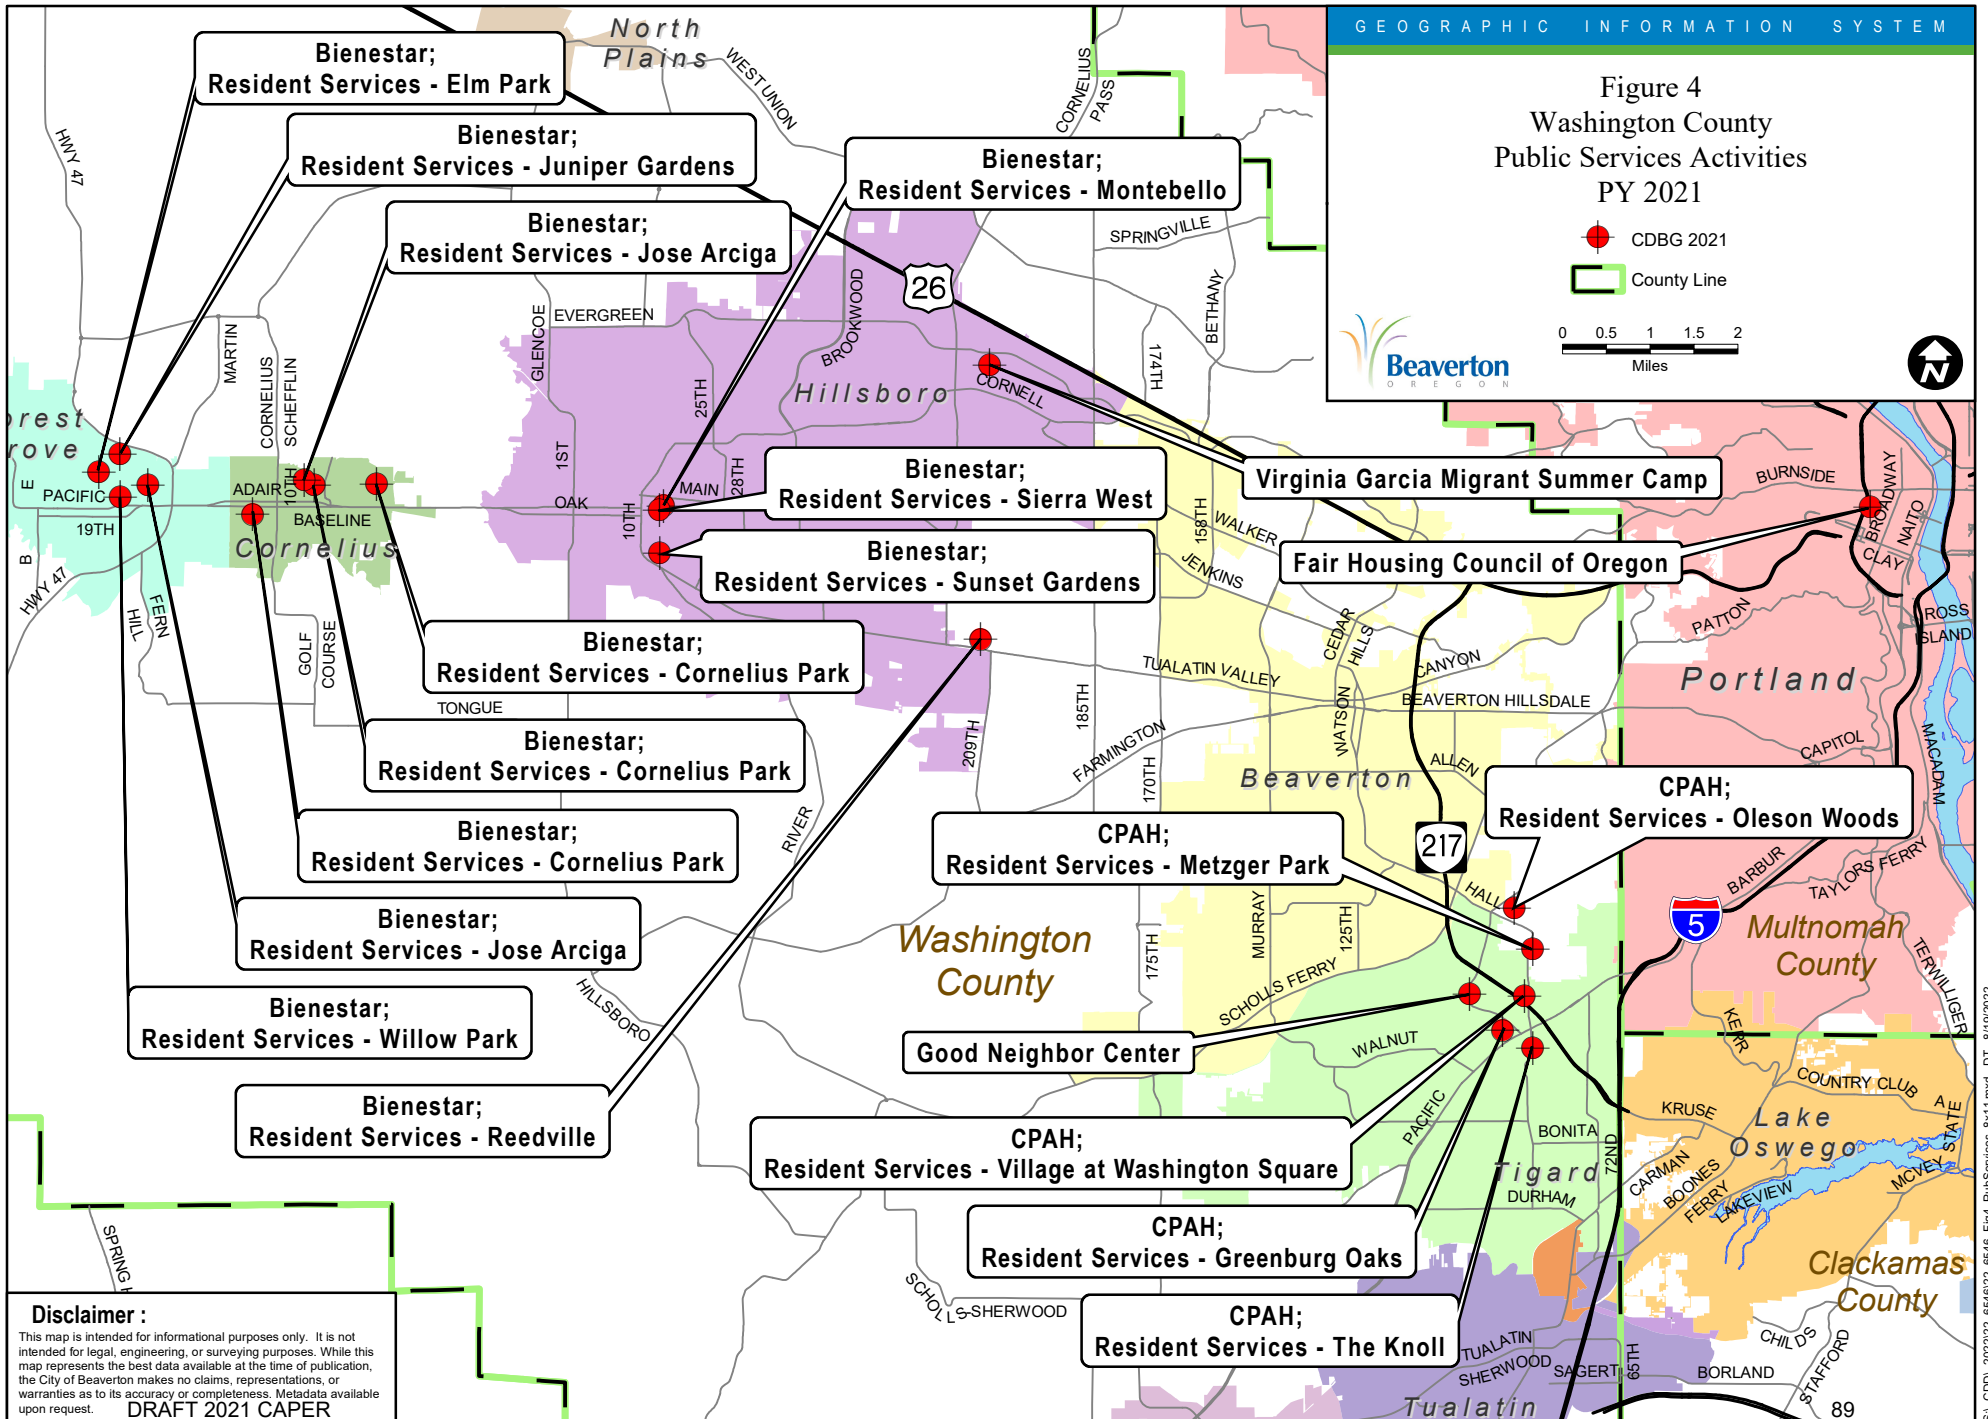 GEOGRAPHIC INFORMATION SYSTEM
Figure 4
Washington County
Public Services Activities
PY 2021
CDBG 2021
County Line
0 0.5 1 1.5 2
Miles
Beaverton
OREGON
N
North
Plains
Bienestar;
Resident Services - Elm Park
Bienestar;
Resident Services - Juniper Gardens
Bienestar;
Resident Services - Jose Arciga
Bienestar;
Resident Services - Montebello
Bienestar;
Resident Services - Sierra West
Bienestar;
Resident Services - Sunset Gardens
Virginia Garcia Migrant Summer Camp
Fair Housing Council of Oregon
Bienestar;
Resident Services - Cornelius Park
Bienestar;
Resident Services - Cornelius Park
Bienestar;
Resident Services - Cornelius Park
Bienestar;
Resident Services - Jose Arciga
Bienestar;
Resident Services - Willow Park
Bienestar;
Resident Services - Reedville
CPAH;
Resident Services - Oleson Woods
CPAH;
Resident Services - Metzger Park
Good Neighbor Center
CPAH;
Resident Services - Village at Washington Square
CPAH;
Resident Services - Greenburg Oaks
CPAH;
Resident Services - The Knoll
HWY 47
WEST UNION
CORNELIUS
PASS
SPRINGVILLE
BETHANY
174TH
26
BROOKWOOD
EVERGREEN
GLENCOE
MARTIN
CORNELIUS
SCHEFFLIN
25TH
Hillsboro
CORNELL
orest
rove
E
PACIFIC
19TH
B
HWY 47
HILL
FERN
ADAIR
10TH
BASELINE
Cornelius
GOLF
COURSE
1ST
OAK
10TH
MAIN
28TH
158TH
WALKER
JENKINS
BURNSIDE
BROADWAY
NAITO
CLAY
ROSS
ISLAND
PATTON
Portland
CEDAR
HILLS
CANYON
TUALATIN VALLEY
BEAVERTON HILLSDALE
WATSON
185TH
209TH
FARMINGTON
170TH
ALLEN
Beaverton
CAPITOL
MACADAM
TONGUE
RIVER
217
HALL
BARBUR
TAYLORS FERRY
5
Multnomah
County
TERWILLIGER
Washington
County
MURRAY
125TH
175TH
SCHOLLS FERRY
HILLSBORO
WALNUT
PACIFIC
KERR
COUNTRY CLUB
A
STATE
KRUSE
Lake
Oswego
BONITA
72ND
Tigard
DURHAM
CARMAN
BOONES
FERRY
LAKEVIEW
MCVEY
Clackamas
County
SCHOLLS-SHERWOOD
SPRING H
TUALATIN
SHERWOOD
SAGERT
65TH
BORLAND
CHILDS
STAFFORD
Tualatin
Disclaimer :
This map is intended for informational purposes only. It is not
intended for legal, engineering, or surveying purposes. While this
map represents the best data available at the time of publication,
the City of Beaverton makes no claims, representations, or
warranties as to its accuracy or completeness. Metadata available
upon request.
DRAFT 2021 CAPER
89